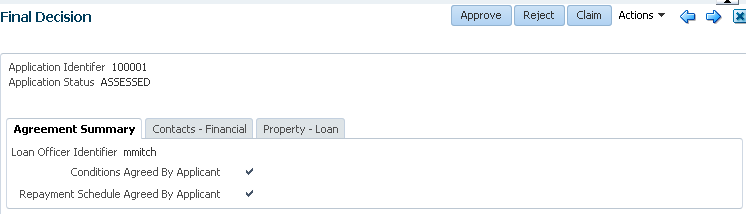 Final Decision Approve Reject Claim Actions
Application Identifer 100001
Application Status ASSESSED
Agreement Summary Contacts - Financial Property - Loan
Loan Officer Identifier mmitch
Conditions Agreed By Applicant
Repayment Schedule Agreed By Applicant